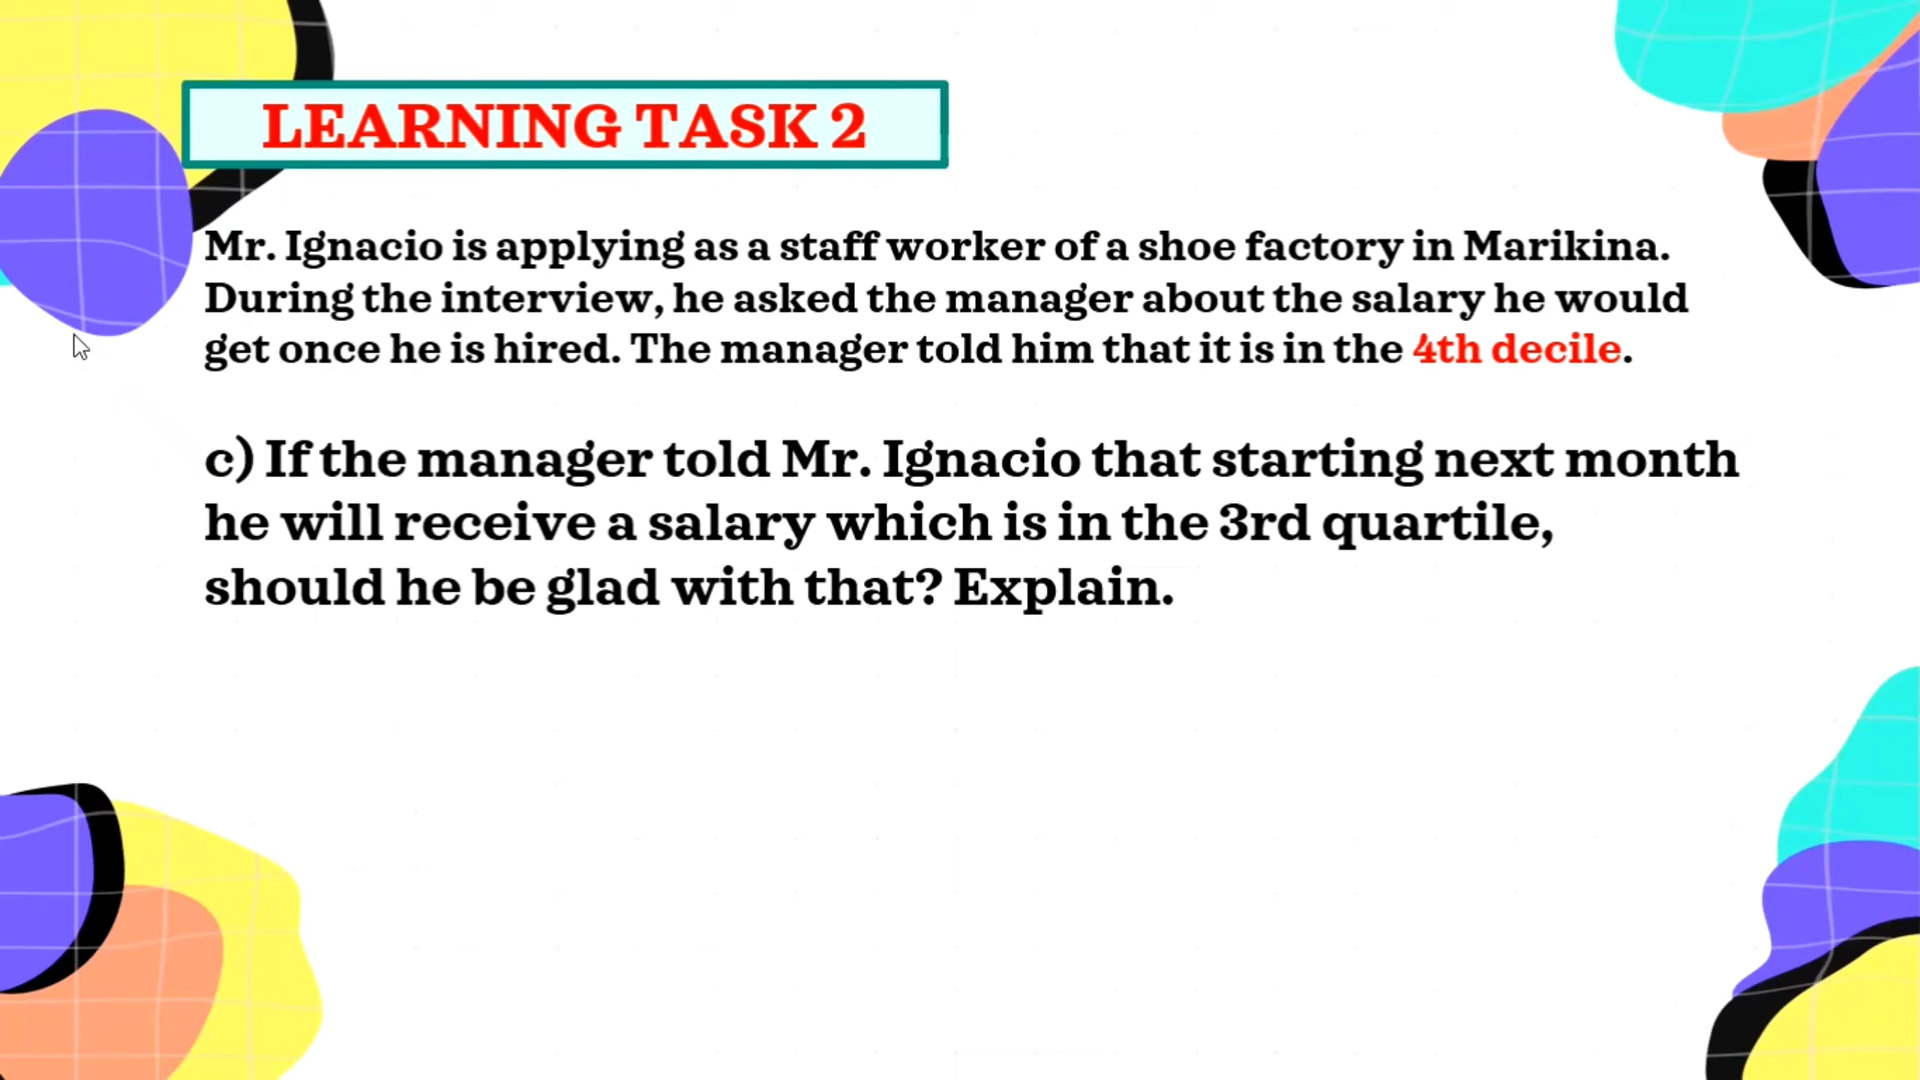 LEARNING TASK 2
Mr. Ignacio is applying as a staff worker of a shoe factory in Marikina.
During the interview, he asked the manager about the salary he would
get once he is hired. The manager told him that it is in the 4th decile.
c) If the manager told Mr. Ignacio that starting next month
he will receive a salary which is in the 3rd quartile,
should he be glad with that? Explain.